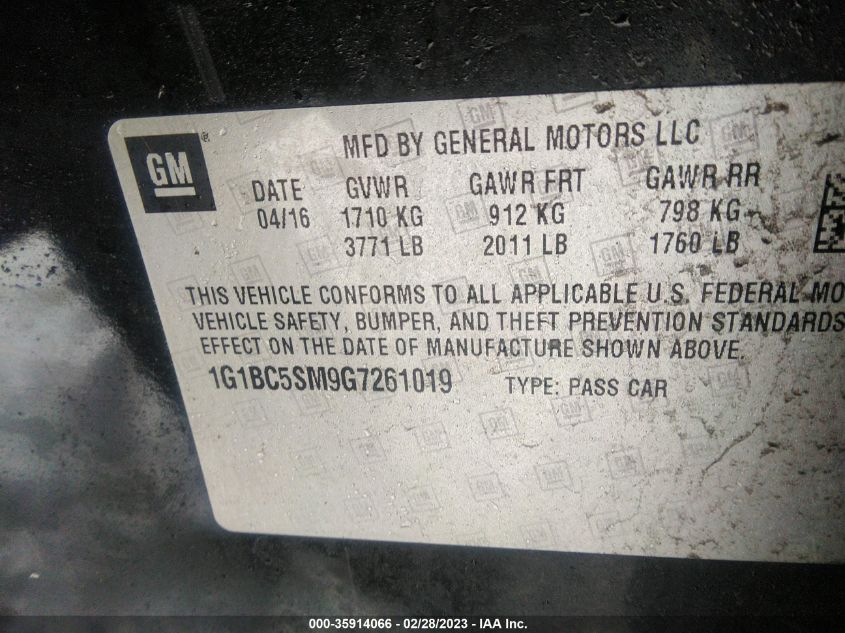 GM
MFD BY GENERAL MOTORS LLC
DATE GVWR GAWR FRT GAWR RR
04/16 1710 KG 912 KG 798 KG
3771 LB 2011 LB 1760 LB
THIS VEHICLE CONFORMS TO ALL APPLICABLE U.S. FEDERAL MO
VEHICLE SAFETY, BUMPER, AND THEFT PREVENTION STANDARDS
EFFECT ON THE DATE OF MANUFACTURE SHOWN ABOVE.
1G1BC5SM9G7261019 TYPE: PASS CAR
000-35914066 - 02/28/2023 - IAA Inc.